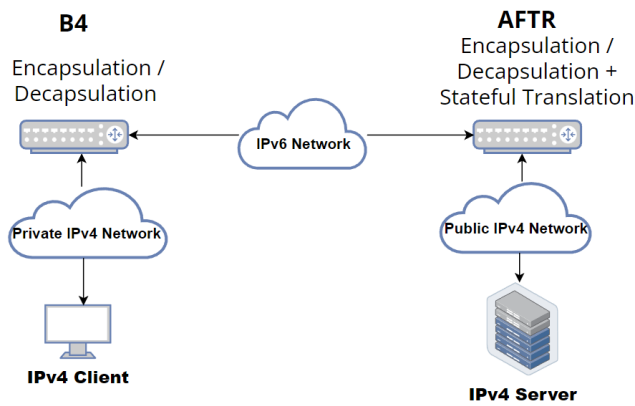 B4
Encapsulation /
Decapsulation
AFTR
Encapsulation /
Decapsulation +
Stateful Translation
IPv6 Network
Private IPv4 Network
Public IPv4 Network
IPv4 Client
IPv4 Server